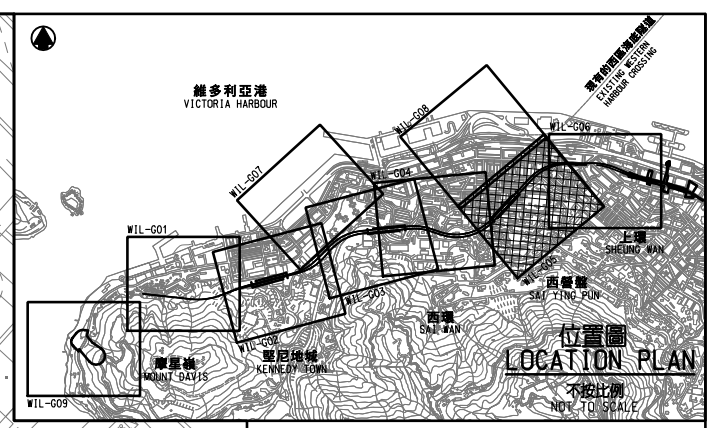 維多利亞港
VICTORIA HARBOUR
現有的西區海底隧道
EXISTING WESTERN
HARBOUR CROSSING
WIL-G08
WIL-G06
WIL-G07
WIL-G04
WIL-G01
上環
SHEUNG WAN
WIL-G05
西營盤
SAI YING PUN
WIL-G03
西環
SAI WAN
WIL-G02
堅尼地城
KENNEDY TOWN
摩星嶺
MOUNT DAVIS
WIL-G09
位置圖
LOCATION PLAN
不按比例
NOT TO SCALE